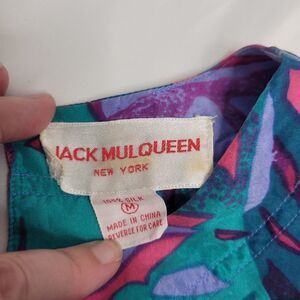 JACK MULQUEEN
NEW YORK
100% SILK
M
MADE IN CHINA
REVERSE FOR CARE